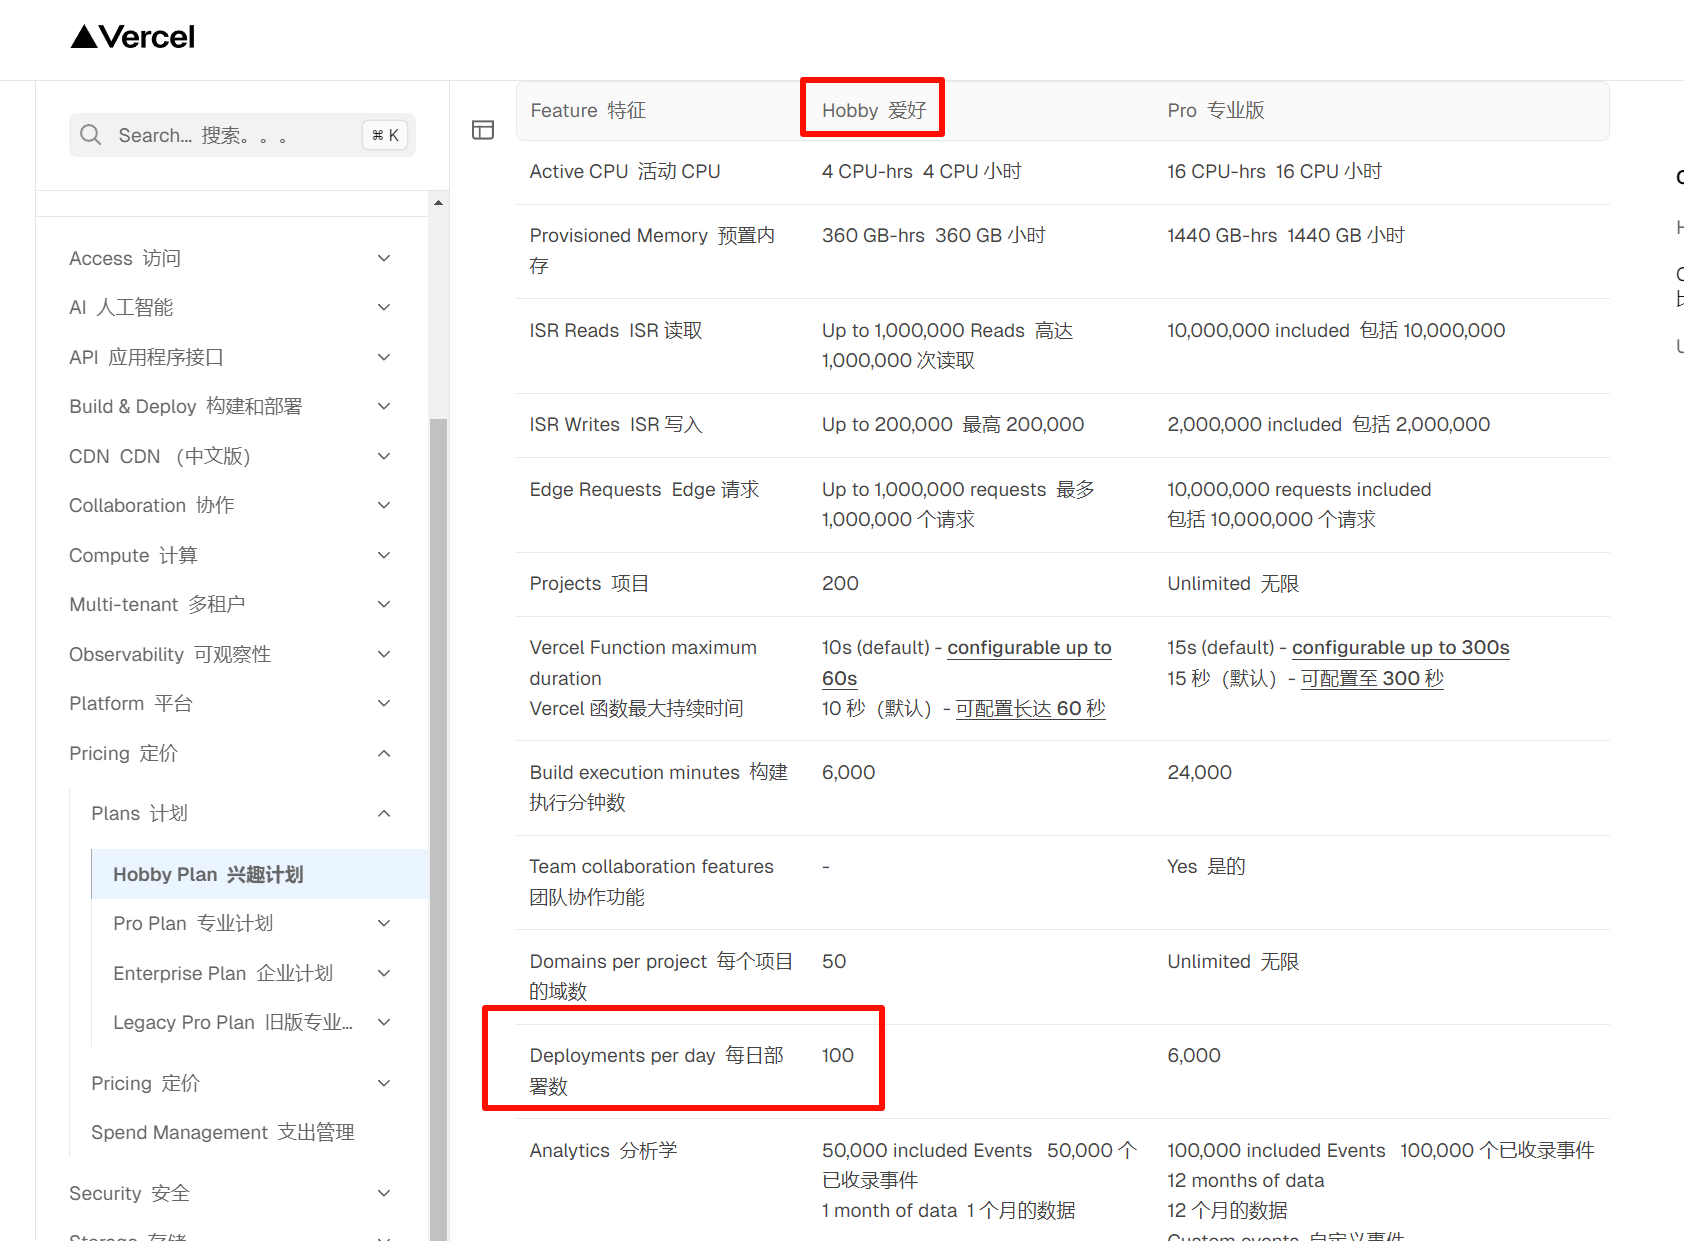 Vercel
Search... 搜索。。。
⌘ K
Access 访问
AI 人工智能
API 应用程序接口
Build & Deploy 构建和部署
CDN CDN （中文版）
Collaboration 协作
Compute 计算
Multi-tenant 多租户
Observability 可观察性
Platform 平台
Pricing 定价
Plans 计划
Hobby Plan 兴趣计划
Pro Plan 专业计划
Enterprise Plan 企业计划
Legacy Pro Plan 旧版专业...
Pricing 定价
Spend Management 支出管理
Security 安全
Storage 存储
Feature 特征
Hobby 爱好
Pro 专业版
Active CPU 活动 CPU
4 CPU-hrs 4 CPU 小时
16 CPU-hrs 16 CPU 小时
Provisioned Memory 预置内
存
360 GB-hrs 360 GB 小时
1440 GB-hrs 1440 GB 小时
ISR Reads ISR 读取
Up to 1,000,000 Reads 高达
1,000,000 次读取
10,000,000 included 包括 10,000,000
ISR Writes ISR 写入
Up to 200,000 最高 200,000
2,000,000 included 包括 2,000,000
Edge Requests Edge 请求
Up to 1,000,000 requests 最多
1,000,000 个请求
10,000,000 requests included
包括 10,000,000 个请求
Projects 项目
200
Unlimited 无限
Vercel Function maximum
duration
Vercel 函数最大持续时间
10s (default) - configurable up to
60s
10 秒（默认）- 可配置长达 60 秒
15s (default) - configurable up to 300s
15 秒（默认）- 可配置至 300 秒
Build execution minutes 构建
执行分钟数
6,000
24,000
Team collaboration features
团队协作功能
-
Yes 是的
Domains per project 每个项目
的域数
50
Unlimited 无限
Deployments per day 每日部
署数
100
6,000
Analytics 分析学
50,000 included Events 50,000 个
已收录事件
1 month of data 1 个月的数据
100,000 included Events 100,000 个已收录事件
12 months of data
12 个月的数据
Custom events 自定义事件